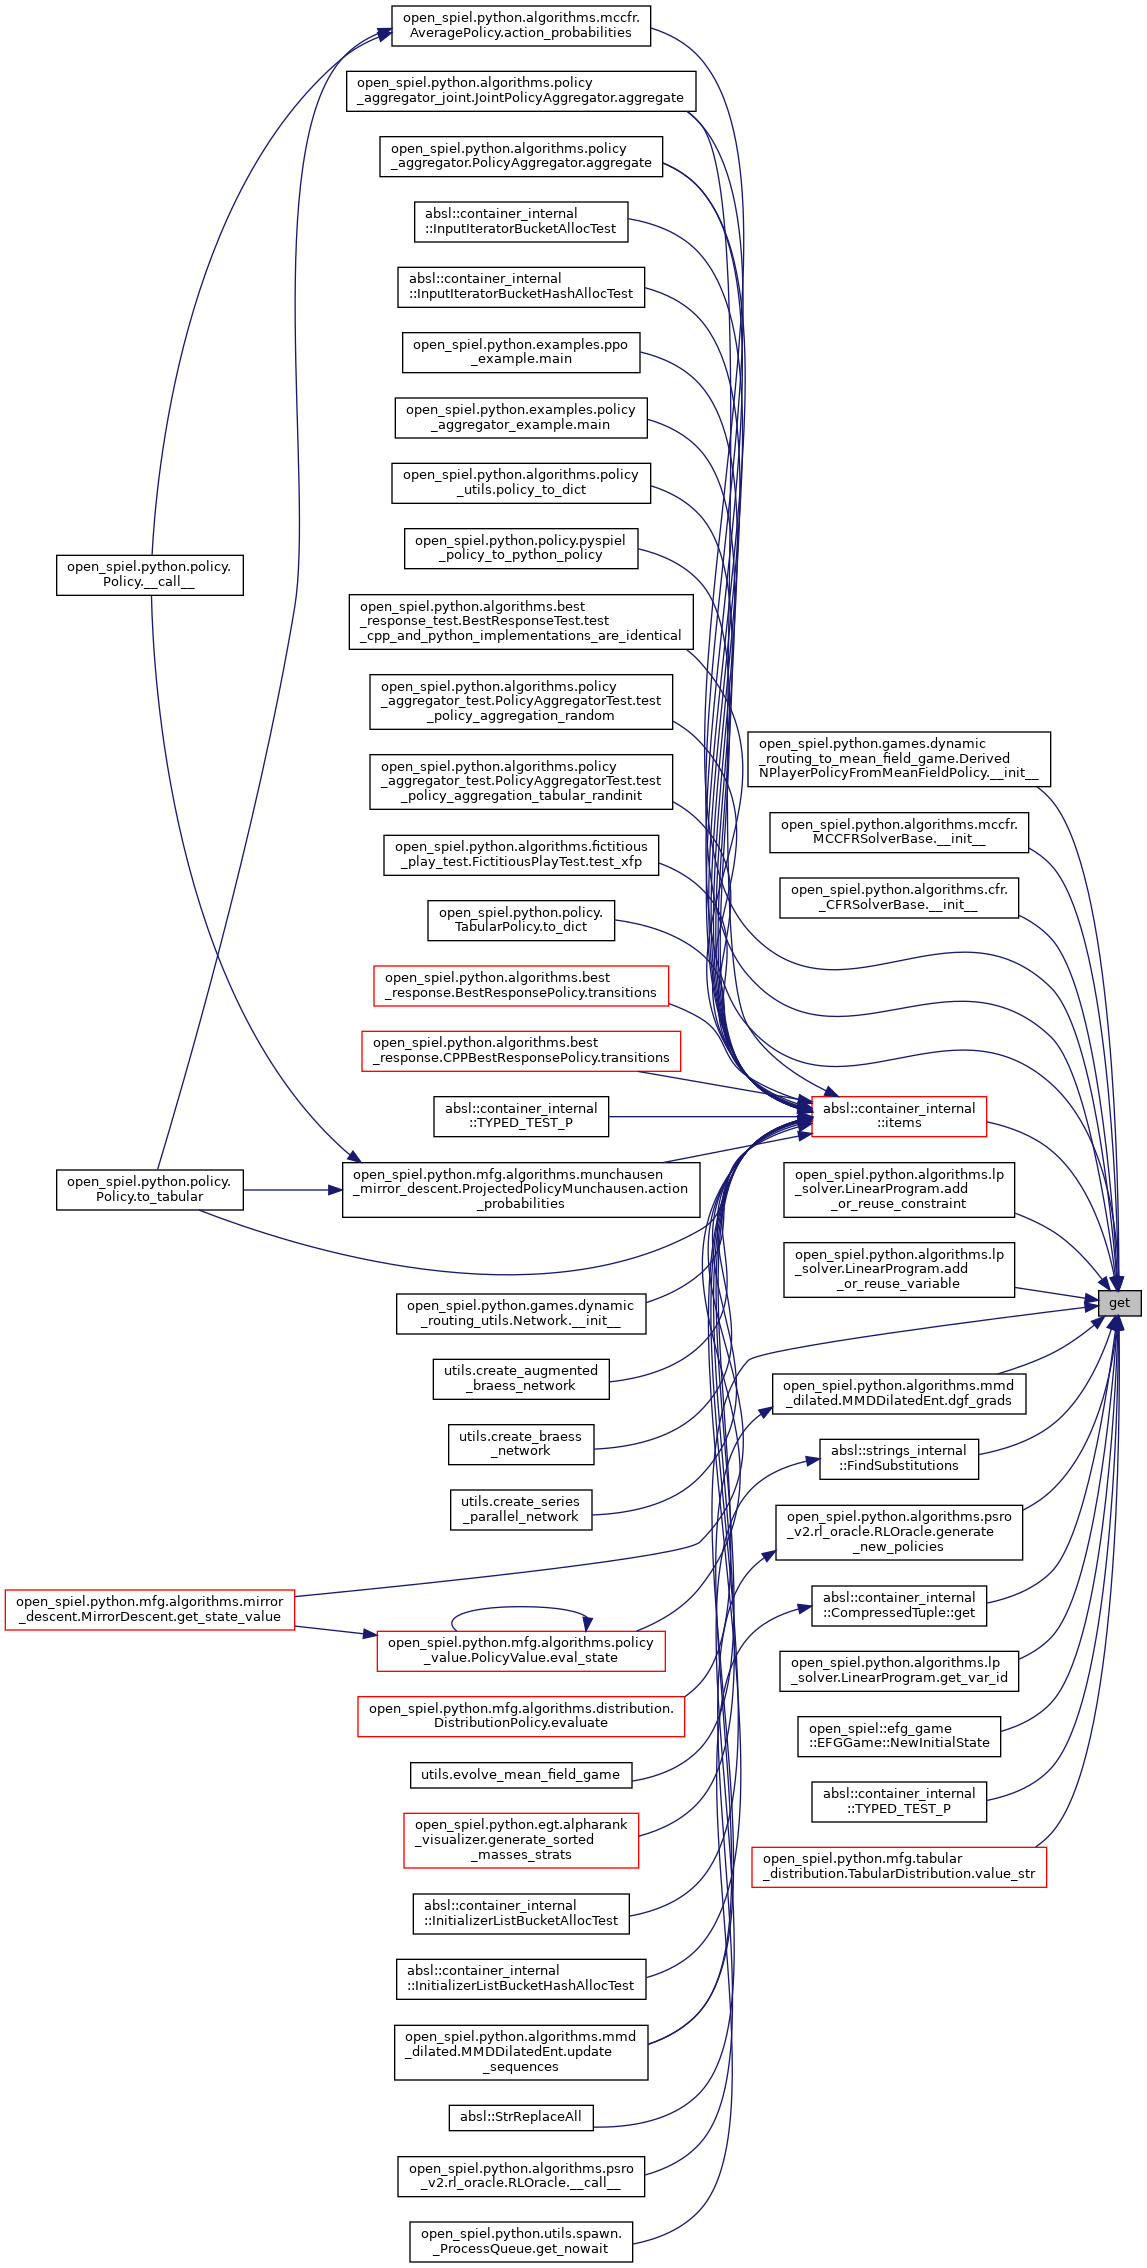 open_spiel.python.algorithms.mccfr.
AveragePolicy.action_probabilities
open_spiel.python.algorithms.policy
_aggregator_joint.JointPolicyAggregator.aggregate
open_spiel.python.algorithms.policy
_aggregator.PolicyAggregator.aggregate
absl::container_internal
::InputIteratorBucketAllocTest
absl::container_internal
::InputIteratorBucketHashAllocTest
open_spiel.python.examples.ppo
_example.main
open_spiel.python.examples.policy
_aggregator_example.main
open_spiel.python.algorithms.policy
_utils.policy_to_dict
open_spiel.python.policy.pyspiel
_policy_to_python_policy
open_spiel.python.policy.
Policy.__call__
open_spiel.python.algorithms.best
_response_test.BestResponseTest.test
_cpp_and_python_implementations_are_identical
open_spiel.python.algorithms.policy
_aggregator_test.PolicyAggregatorTest.test
_policy_aggregation_random
open_spiel.python.games.dynamic
_routing_to_mean_field_game.Derived
NPlayerPolicyFromMeanFieldPolicy.__init__
open_spiel.python.algorithms.policy
_aggregator_test.PolicyAggregatorTest.test
_policy_aggregation_tabular_randinit
open_spiel.python.algorithms.mccfr.
MCCFRSolverBase.__init__
open_spiel.python.algorithms.fictitious
_play_test.FictitiousPlayTest.test_xfp
open_spiel.python.algorithms.cfr.
_CFRSolverBase.__init__
open_spiel.python.policy.
TabularPolicy.to_dict
open_spiel.python.algorithms.best
_response.BestResponsePolicy.transitions
open_spiel.python.algorithms.best
_response.CPPBestResponsePolicy.transitions
absl::container_internal
::TYPED_TEST_P
absl::container_internal
::items
open_spiel.python.policy.
Policy.to_tabular
open_spiel.python.mfg.algorithms.munchausen
_mirror_descent.ProjectedPolicyMunchausen.action
_probabilities
open_spiel.python.algorithms.lp
_solver.LinearProgram.add
_or_reuse_constraint
open_spiel.python.algorithms.lp
_solver.LinearProgram.add
_or_reuse_variable
get
open_spiel.python.games.dynamic
_routing_utils.Network.__init__
utils.create_augmented
_braess_network
open_spiel.python.algorithms.mmd
_dilated.MMDDilatedEnt.dgf_grads
utils.create_braess
_network
absl::strings_internal
::FindSubstitutions
utils.create_series
_parallel_network
open_spiel.python.algorithms.psro
_v2.rl_oracle.RLOracle.generate
_new_policies
open_spiel.python.mfg.algorithms.mirror
_descent.MirrorDescent.get_state_value
absl::container_internal
::CompressedTuple::get
open_spiel.python.mfg.algorithms.policy
_value.PolicyValue.eval_state
open_spiel.python.algorithms.lp
_solver.LinearProgram.get_var_id
open_spiel.python.mfg.algorithms.distribution.
DistributionPolicy.evaluate
open_spiel::efg_game
::EFGGame::NewInitialState
utils.evolve_mean_field_game
absl::container_internal
::TYPED_TEST_P
open_spiel.python.egt.alpharank
_visualizer.generate_sorted
_masses_strats
open_spiel.python.mfg.tabular
_distribution.TabularDistribution.value_str
absl::container_internal
::InitializerListBucketAllocTest
absl::container_internal
::InitializerListBucketHashAllocTest
open_spiel.python.algorithms.mmd
_dilated.MMDDilatedEnt.update
_sequences
absl::StrReplaceAll
open_spiel.python.algorithms.psro
_v2.rl_oracle.RLOracle.__call__
open_spiel.python.utils.spawn.
_ProcessQueue.get_nowait